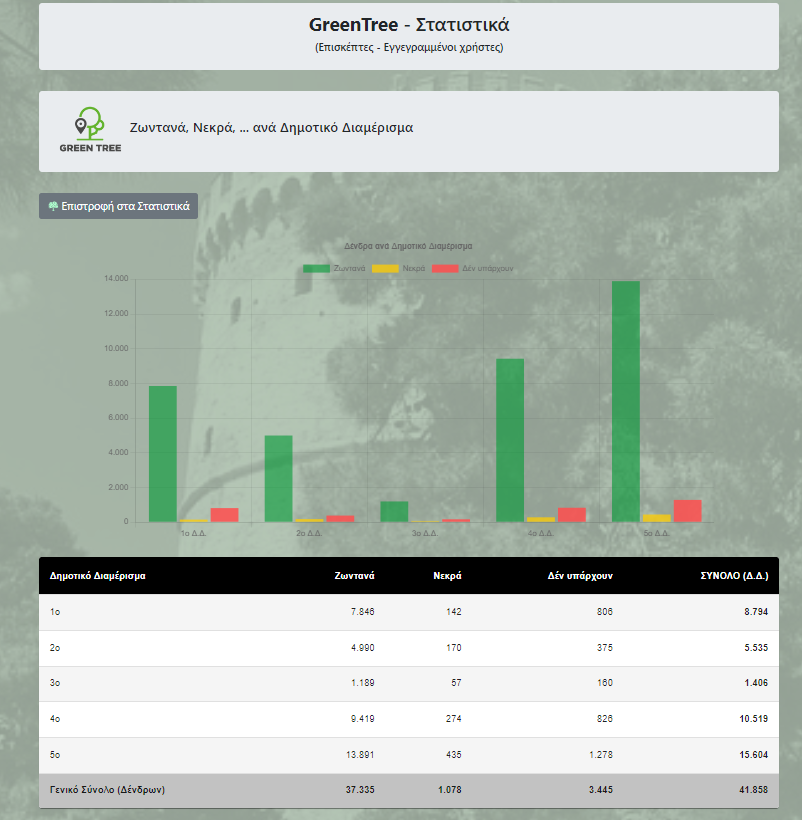 GreenTree - Στατιστικά
(Επισκέπτες - Εγγεγραμμένοι χρήστες)
GREEN TREE
Ζωντανά, Νεκρά, ... ανά Δημοτικό Διαμέρισμα
Επιστροφή στα Στατιστικά
Δένδρα ανά Δημοτικό Διαμέρισμα
Ζωντανά Νεκρά Δέν υπάρχουν
14.000
12.000
10.000
8.000
6.000
4.000
2.000
0
1ο Δ.Δ. 2ο Δ.Δ. 3ο Δ.Δ. 4ο Δ.Δ. 5ο Δ.Δ.
Δημοτικό Διαμέρισμα Ζωντανά Νεκρά Δέν υπάρχουν ΣΥΝΟΛΟ (Δ.Δ.)
1ο 7.846 142 806 8.794
2ο 4.990 170 375 5.535
3ο 1.189 57 160 1.406
4ο 9.419 274 826 10.519
5ο 13.891 435 1.278 15.604
Γενικό Σύνολο (Δένδρων) 37.335 1.078 3.445 41.858